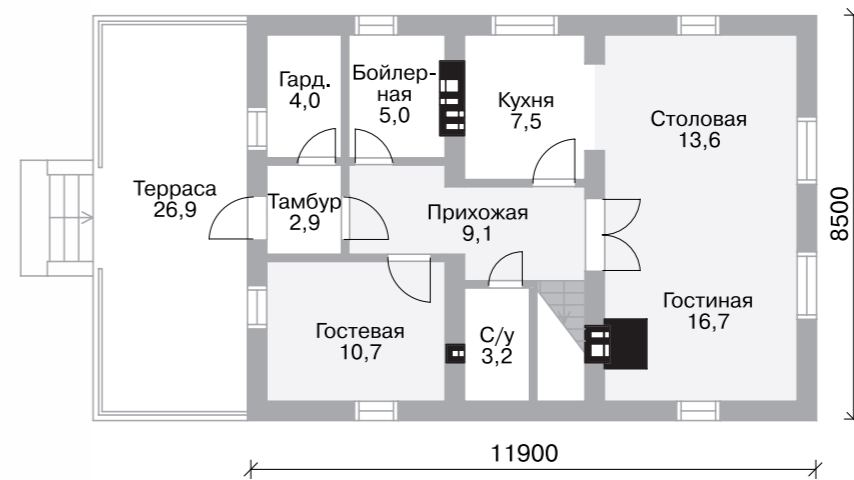 Гард.
4,0
Бойлер-
ная
5,0
Кухня
7,5
Столовая
13,6
Терраса
26,9
Тамбур
2,9
Прихожая
9,1
8500
Гостевая
10,7
С/у
3,2
Гостиная
16,7
11900